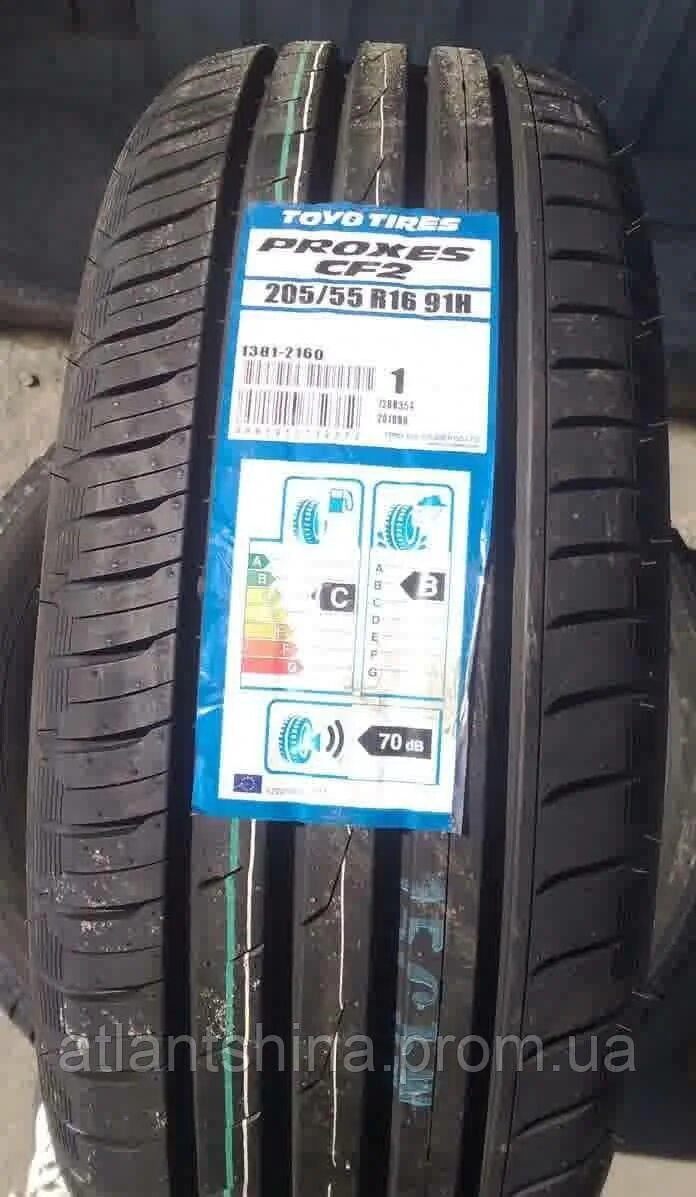 TOYO TIRES
PROXES
CF2
205/55 R16 91H
1381-2160
1
A
B
C
A
B
B
C
D
E
F
G
70 dB
atlantshina.prom.ua